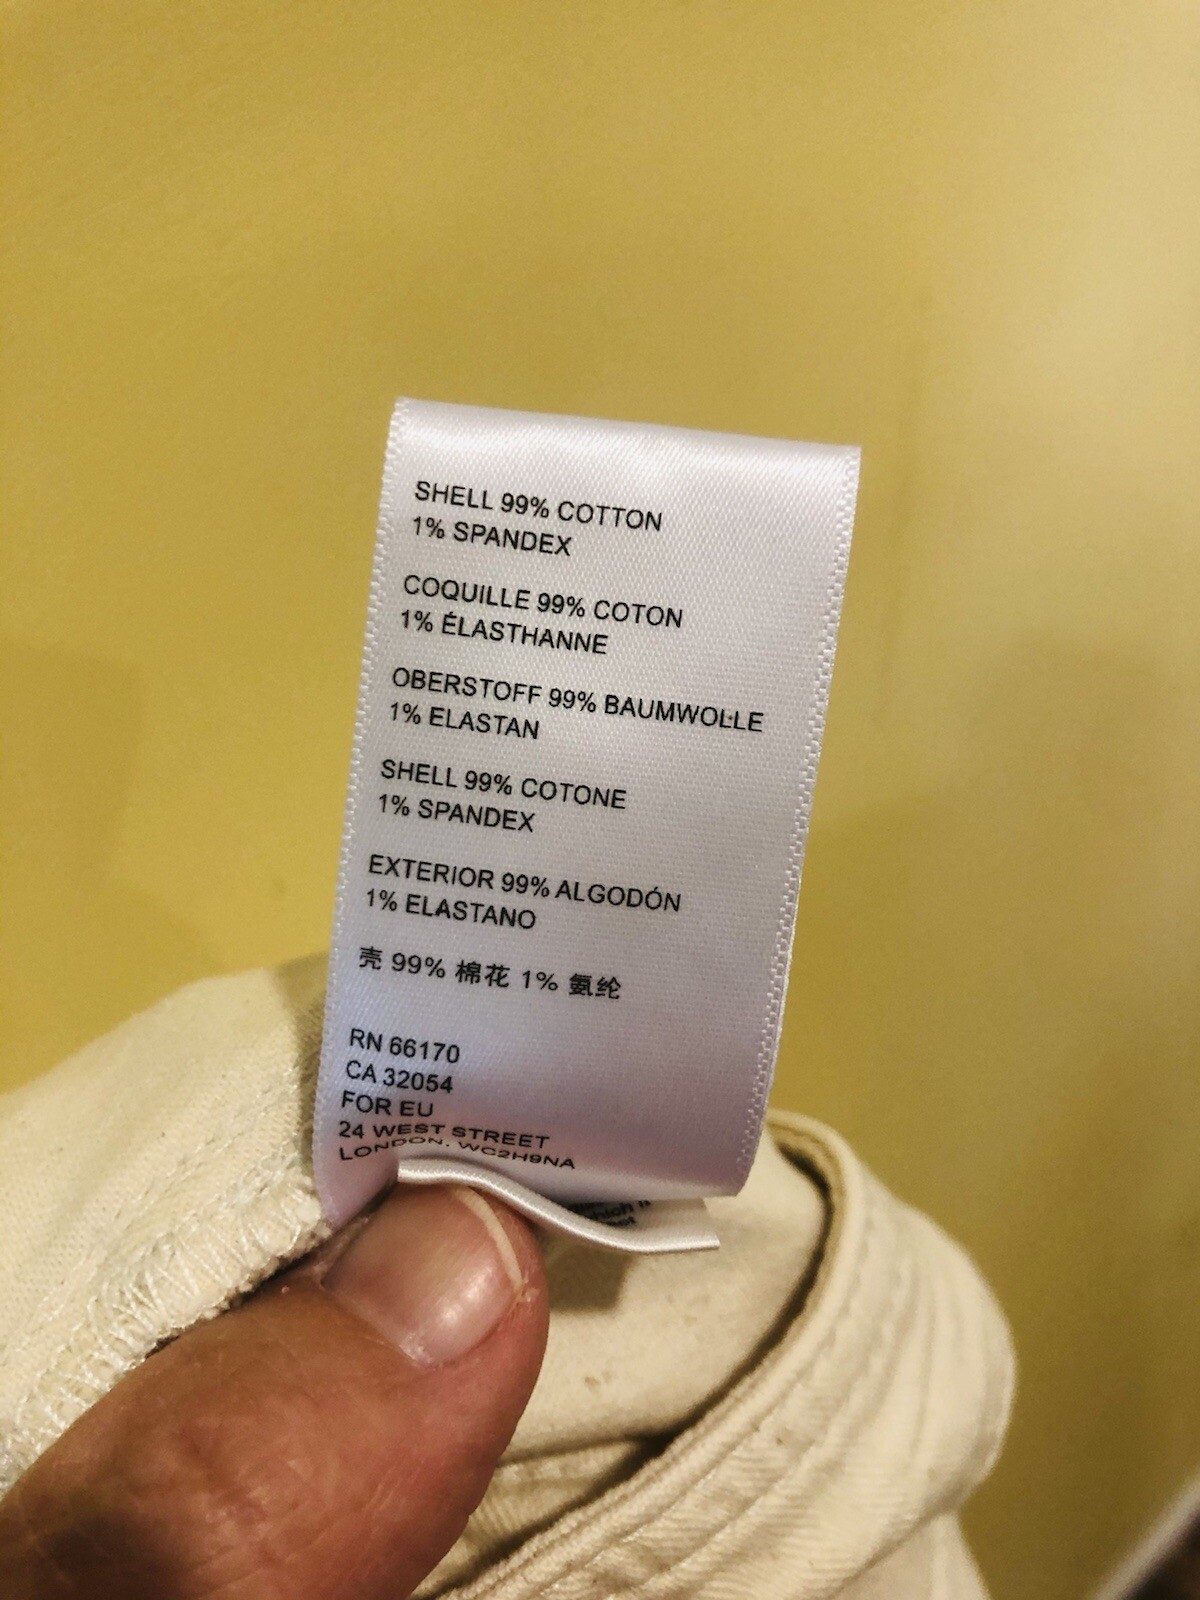 SHELL 99% COTTON
1% SPANDEX
COQUILLE 99% COTON
1% ÉLASTHANNE
OBERSTOFF 99% BAUMWOLLE
1% ELASTAN
SHELL 99% COTONE
1% SPANDEX
EXTERIOR 99% ALGODÓN
1% ELASTANO
壳 99% 棉花 1% 氨纶
RN 66170
CA 32054
FOR EU
24 WEST STREET
LONDON. WC2H9NA